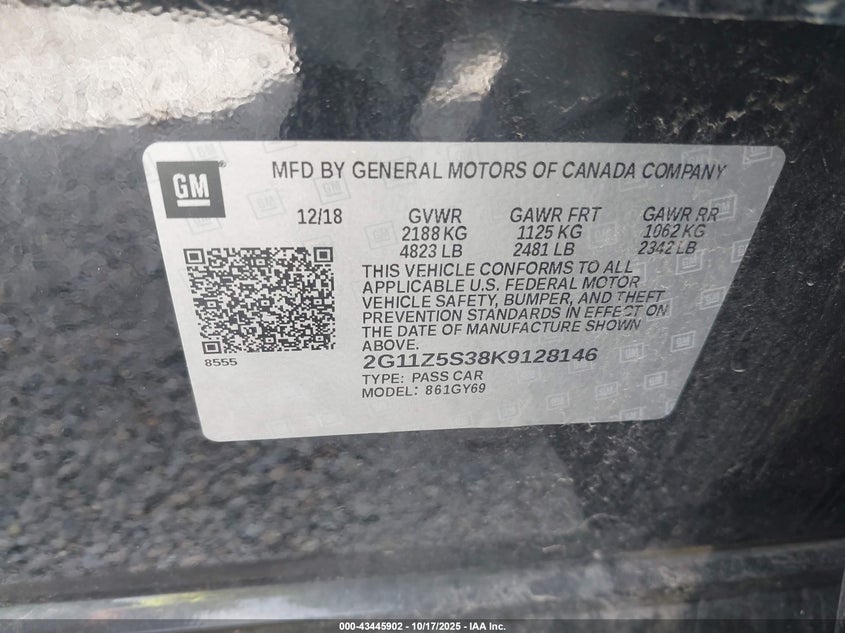 GM
MFD BY GENERAL MOTORS OF CANADA COMPANY
12/18 GVWR GAWR FRT GAWR RR
2188 KG 1125 KG 1062 KG
4823 LB 2481 LB 2342 LB
THIS VEHICLE CONFORMS TO ALL
APPLICABLE U.S. FEDERAL MOTOR
VEHICLE SAFETY, BUMPER, AND THEFT
PREVENTION STANDARDS IN EFFECT ON
THE DATE OF MANUFACTURE SHOWN
ABOVE.
8555
2G11Z5S38K9128146
TYPE: PASS CAR
MODEL: 861GY69
000-43445902 - 10/17/2025 - IAA Inc.